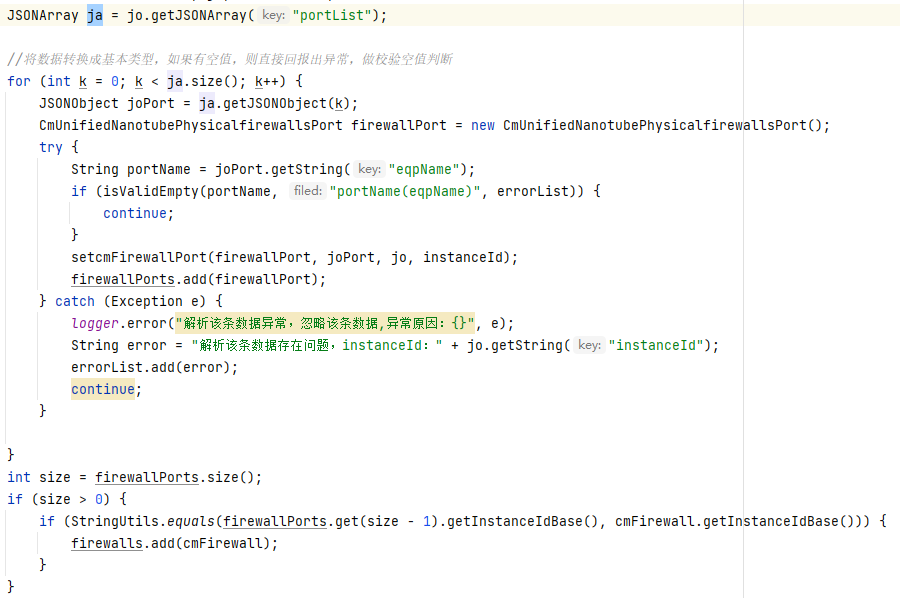 JSONArray ja = jo.getJSONArray( key: "portList");
//将数据转换成基本类型，如果有空值，则直接回报出异常，做校验空值判断
for (int k = 0; k < ja.size(); k++) {
JSONObject joPort = ja.getJSONObject(k);
CmUnifiedNanotubePhysicalfirewallsPort firewallPort = new CmUnifiedNanotubePhysicalfirewallsPort();
try {
String portName = joPort.getString( key: "eqpName");
if (isValidEmpty(portName, filed: "portName(eqpName)", errorList)) {
continue;
}
setcmFirewallPort(firewallPort, joPort, jo, instanceId);
firewallPorts.add(firewallPort);
} catch (Exception e) {
logger.error("解析该条数据异常，忽略该条数据,异常原因：{}", e);
String error = "解析该条数据存在问题，instanceId：" + jo.getString( key: "instanceId");
errorList.add(error);
continue;
}
}
int size = firewallPorts.size();
if (size > 0) {
if (StringUtils.equals(firewallPorts.get(size - 1).getInstanceIdBase(), cmFirewall.getInstanceIdBase())) {
firewalls.add(cmFirewall);
}
}